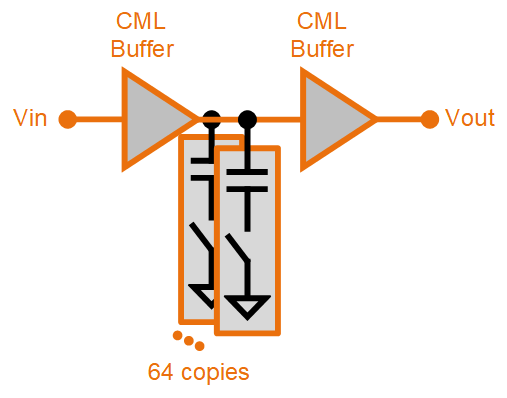 CML
Buffer
CML
Buffer
Vin
Vout
64 copies